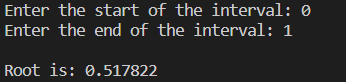 Enter the start of the interval: 0
Enter the end of the interval: 1
Root is: 0.517822